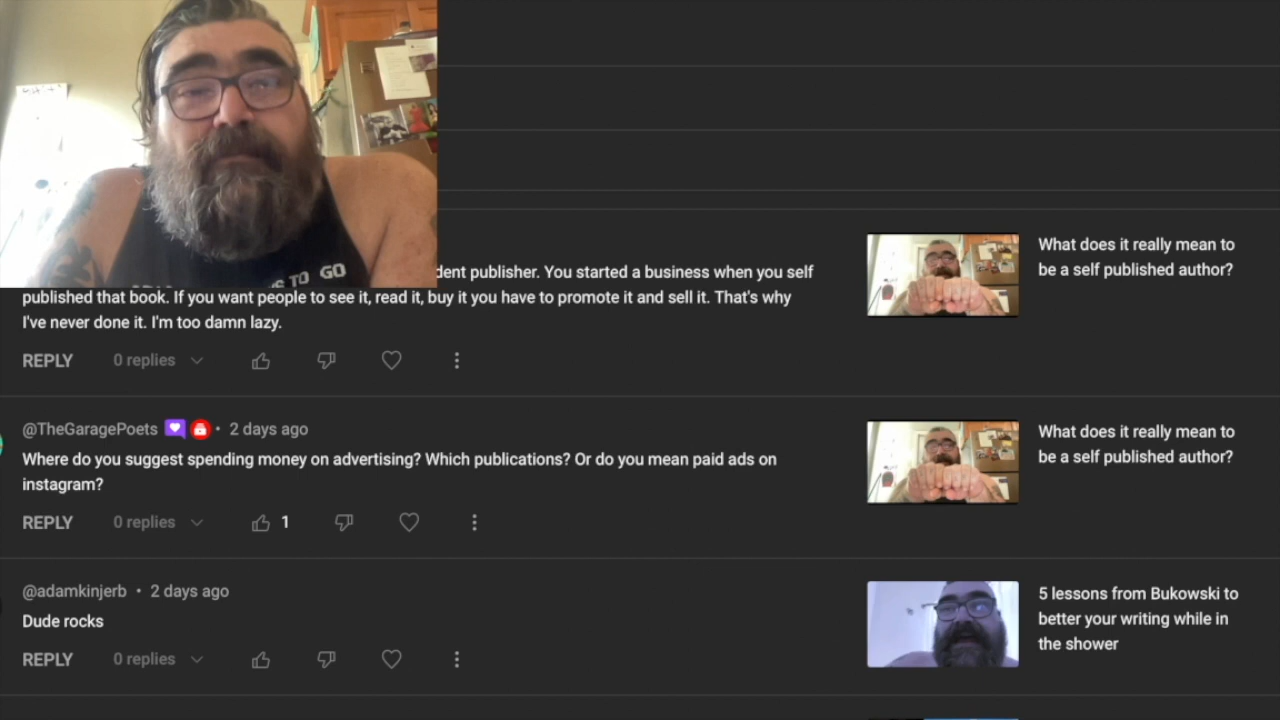 TO GO
dent publisher. You started a business when you self
published that book. If you want people to see it, read it, buy it you have to promote it and sell it. That's why
I've never done it. I'm too damn lazy.
REPLY 0 replies
What does it really mean to
be a self published author?
@TheGaragePoets • 2 days ago
Where do you suggest spending money on advertising? Which publications? Or do you mean paid ads on
instagram?
REPLY 0 replies 1
What does it really mean to
be a self published author?
@adamkinjerb • 2 days ago
Dude rocks
REPLY 0 replies
5 lessons from Bukowski to
better your writing while in
the shower